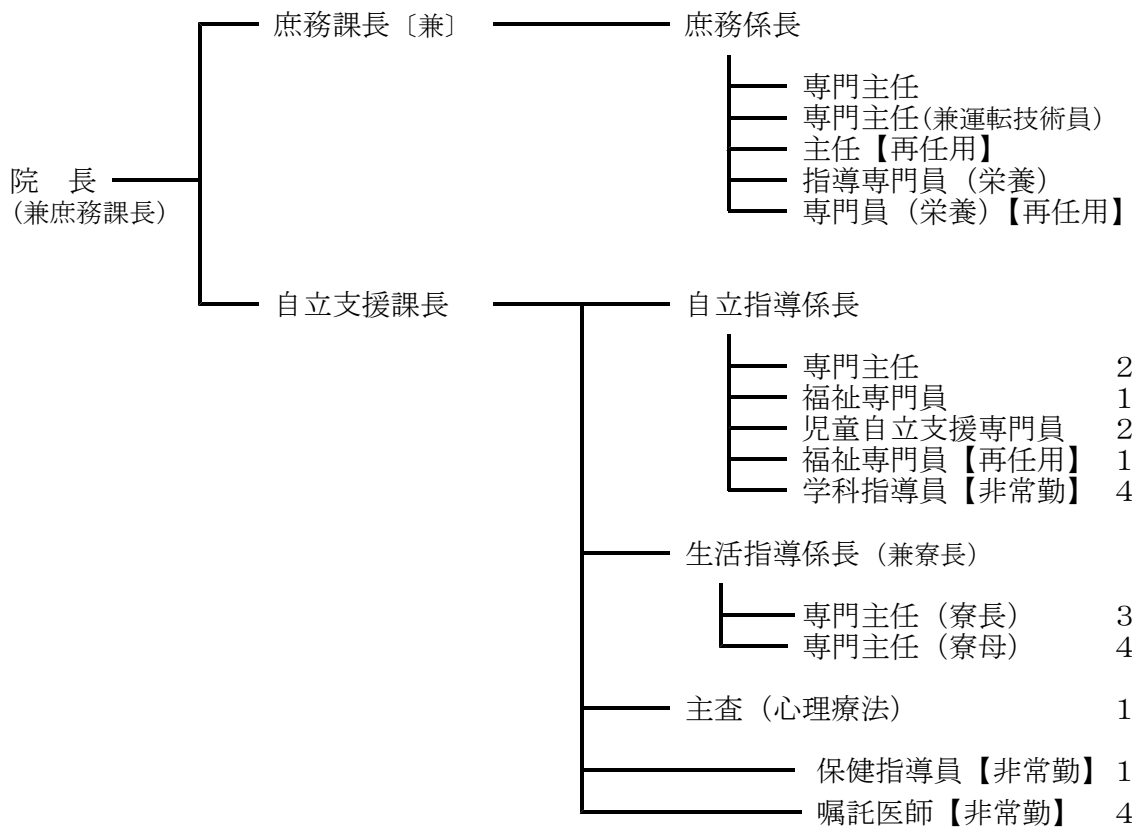 庶務課長〔兼〕 庶務係長
専門主任
専門主任(兼運転技術員)
主任【再任用】
院 長
指導専門員（栄養）
(兼庶務課長)
専門員（栄養）【再任用】
自立支援課長 自立指導係長
専門主任 2
福祉専門員 1
児童自立支援専門員 2
福祉専門員【再任用】 1
学科指導員【非常勤】 4
生活指導係長（兼寮長）
専門主任（寮長） 3
専門主任（寮母） 4
主査（心理療法） 1
保健指導員【非常勤】 1
嘱託医師【非常勤】 4